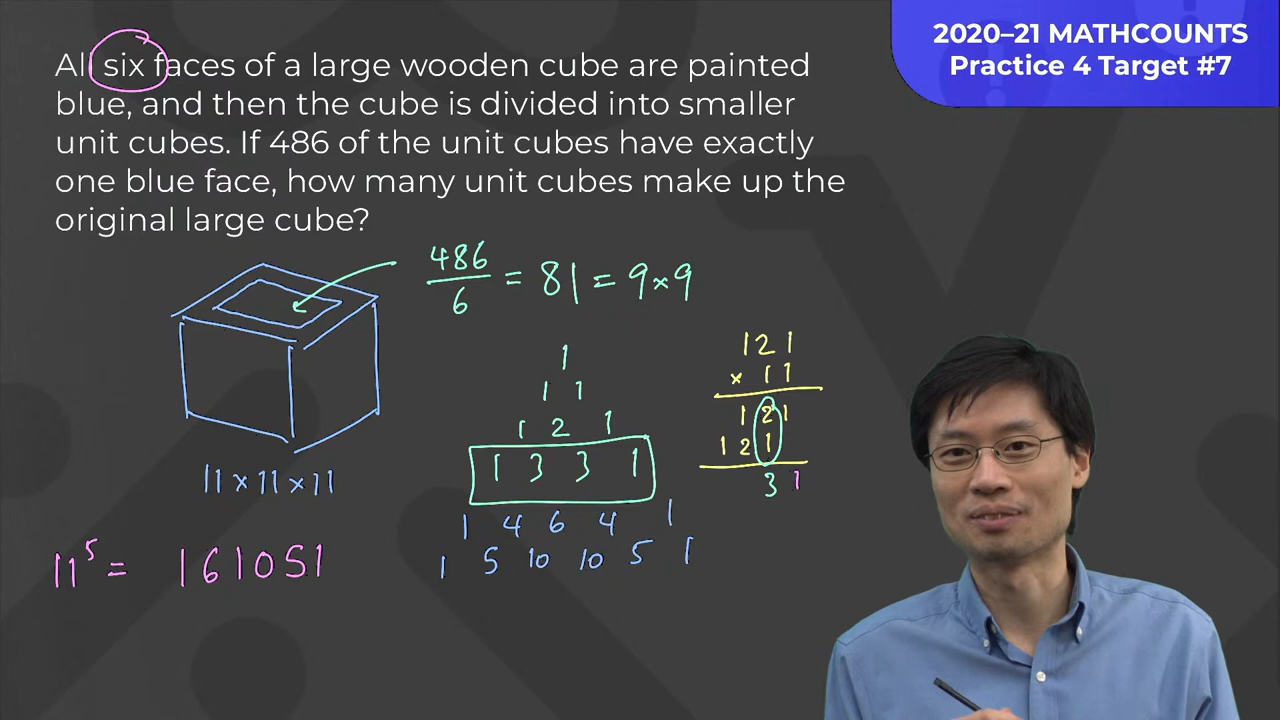 2020–21 MATHCOUNTS
Practice 4 Target #7
All six faces of a large wooden cube are painted
blue, and then the cube is divided into smaller
unit cubes. If 486 of the unit cubes have exactly
one blue face, how many unit cubes make up the
original large cube?
486/6 = 81 = 9×9
1
1 1
1 2 1
1 3 3 1
1 4 6 4 1
1 5 10 10 5 1
121
× 11
121
121
31
11×11×11
11⁵ = 161051